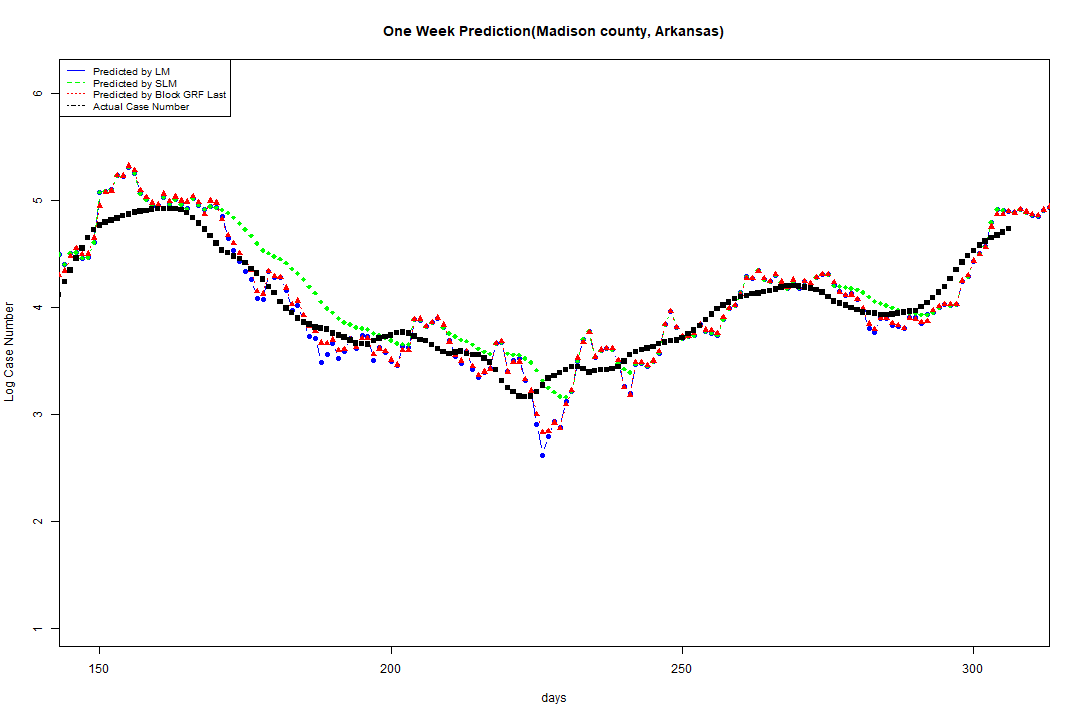 One Week Prediction(Madison county, Arkansas)
Predicted by LM
Predicted by SLM
Predicted by Block GRF Last
Actual Case Number
Log Case Number
6
5
4
3
2
1
150 200 250 300
days